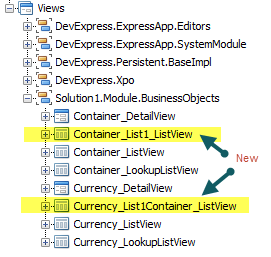 Views
DevExpress.ExpressApp.Editors
DevExpress.ExpressApp.SystemModule
DevExpress.Persistent.BaseImpl
DevExpress.Xpo
Solution1.Module.BusinessObjects
Container_DetailView
Container_List1_ListView
Container_ListView
New
Container_LookupListView
Currency_DetailView
Currency_List1Container_ListView
Currency_ListView
Currency_LookupListView